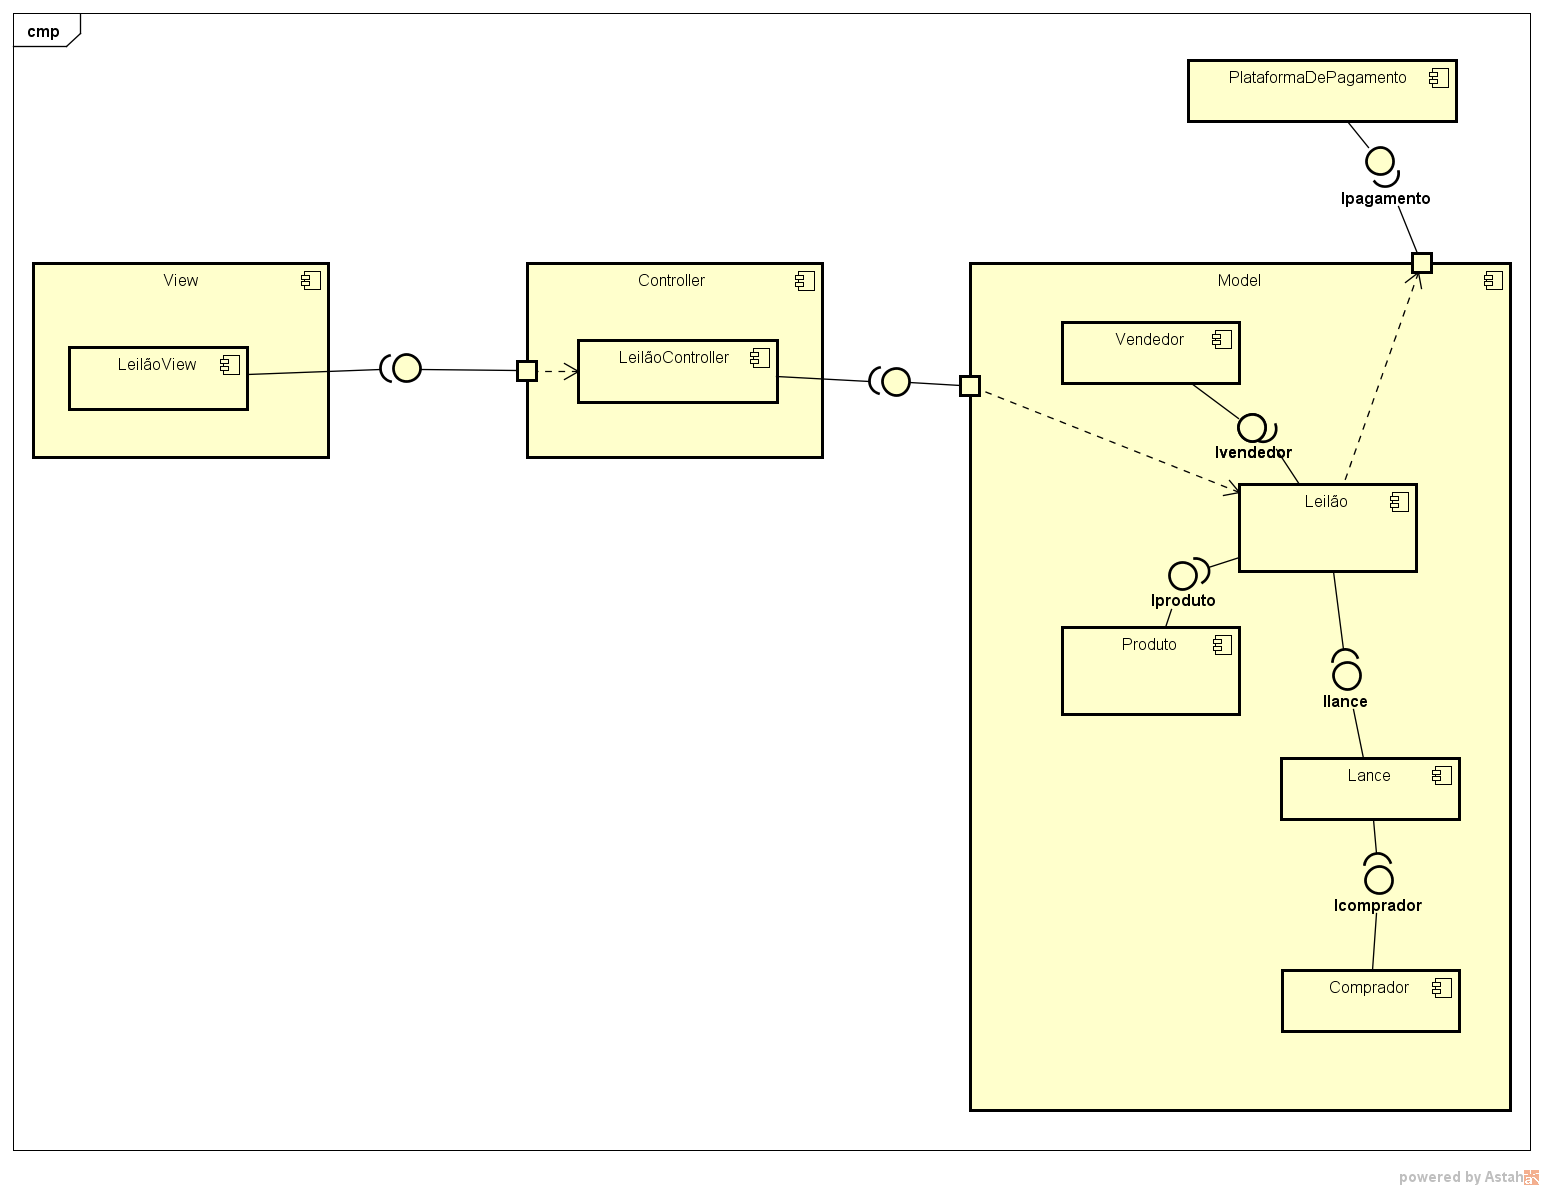 cmp
PlataformaDePagamento
Ipagamento
View
Controller
Model
LeilãoView
LeilãoController
Vendedor
Ivendedor
Leilão
Iproduto
Produto
Ilance
Lance
Icomprador
Comprador
powered by Astah